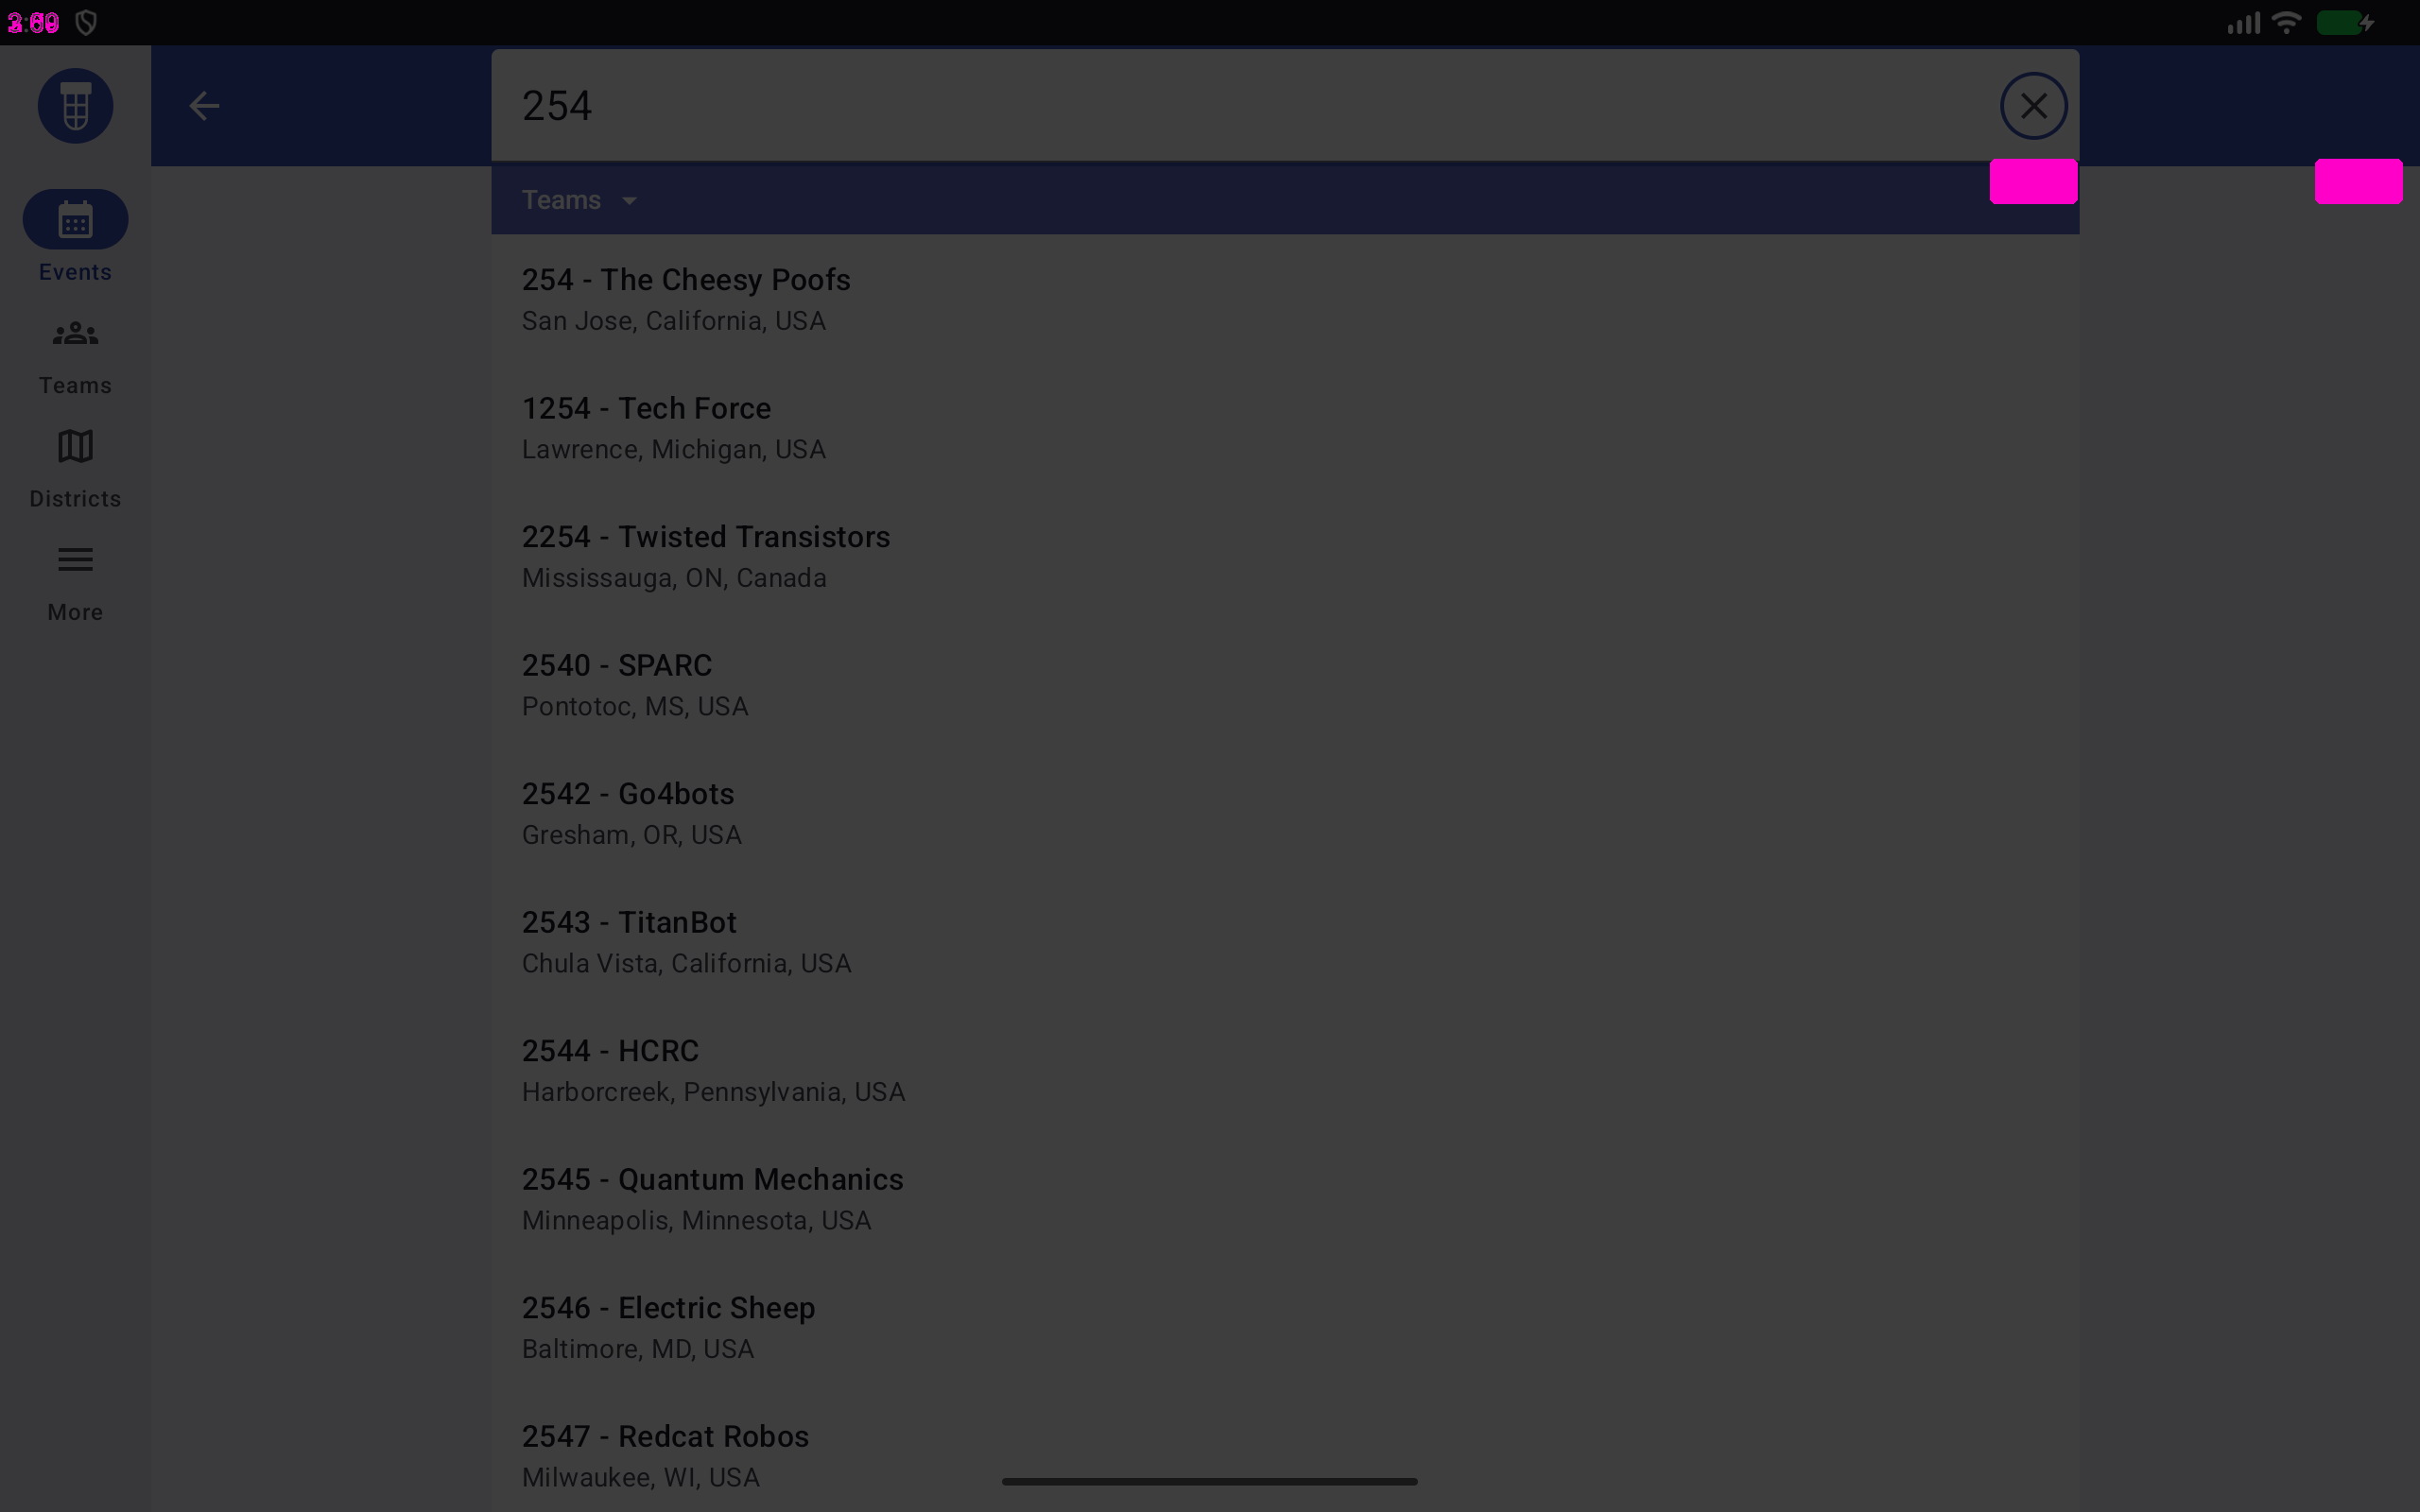 254
Teams
Events
Teams
Districts
More
254 - The Cheesy Poofs
San Jose, California, USA
1254 - Tech Force
Lawrence, Michigan, USA
2254 - Twisted Transistors
Mississauga, ON, Canada
2540 - SPARC
Pontotoc, MS, USA
2542 - Go4bots
Gresham, OR, USA
2543 - TitanBot
Chula Vista, California, USA
2544 - HCRC
Harborcreek, Pennsylvania, USA
2545 - Quantum Mechanics
Minneapolis, Minnesota, USA
2546 - Electric Sheep
Baltimore, MD, USA
2547 - Redcat Robos
Milwaukee, WI, USA